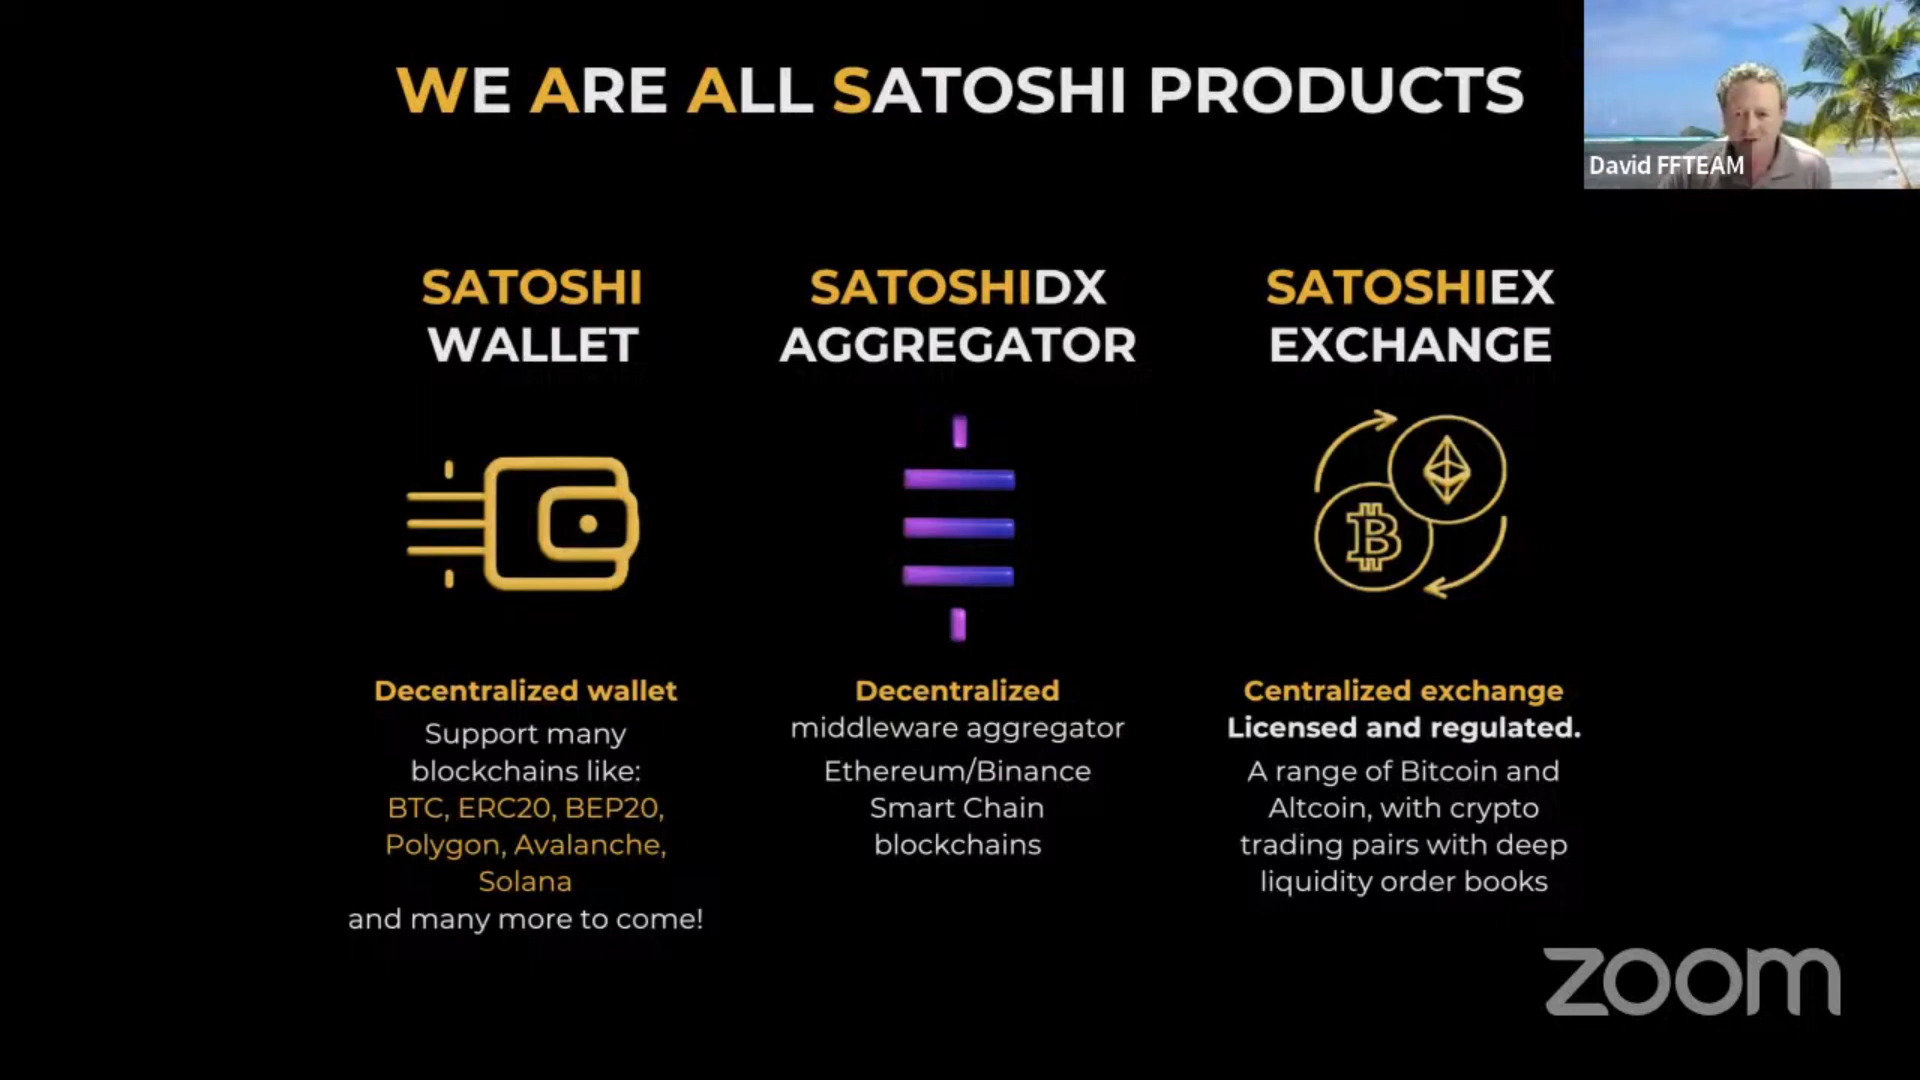 WE ARE ALL SATOSHI PRODUCTS
David FFTEAM
SATOSHI
WALLET
Decentralized wallet
Support many
blockchains like:
BTC, ERC20, BEP20,
Polygon, Avalanche,
Solana
and many more to come!
SATOSHIDX
AGGREGATOR
Decentralized
middleware aggregator
Ethereum/Binance
Smart Chain
blockchains
SATOSHIEX
EXCHANGE
Centralized exchange
Licensed and regulated.
A range of Bitcoin and
Altcoin, with crypto
trading pairs with deep
liquidity order books
zoom